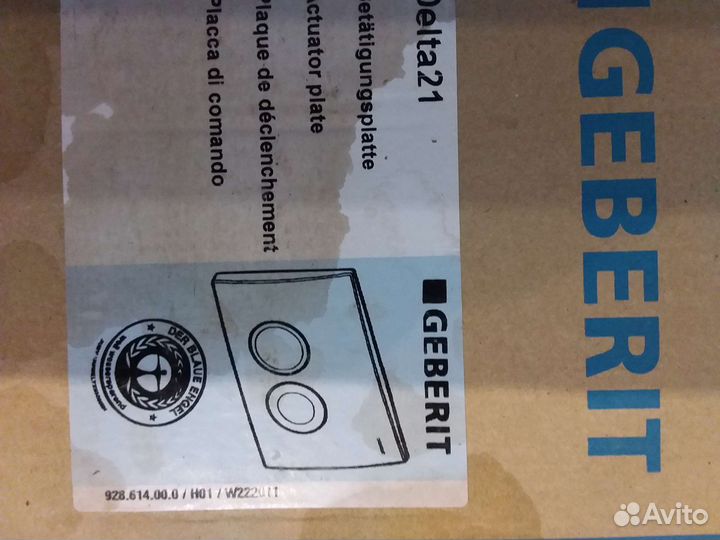 GEBERIT
Delta21
Betätigungsplatte
Actuator plate
Plaque de déclenchement
Placca di comando
GEBERIT
DER BLAUE ENGEL
928.614.00.0 / H01 /
Avito